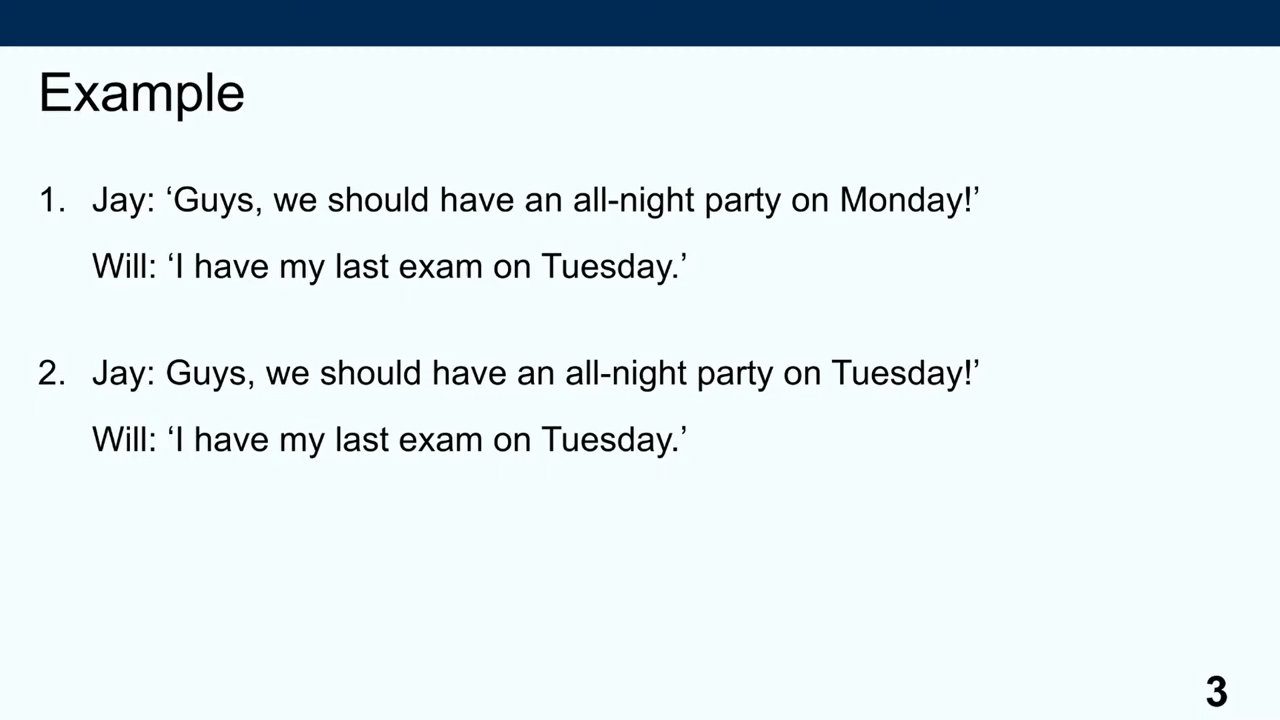 Example
1. Jay: ‘Guys, we should have an all-night party on Monday!’
Will: ‘I have my last exam on Tuesday.’
2. Jay: Guys, we should have an all-night party on Tuesday!’
Will: ‘I have my last exam on Tuesday.’
3